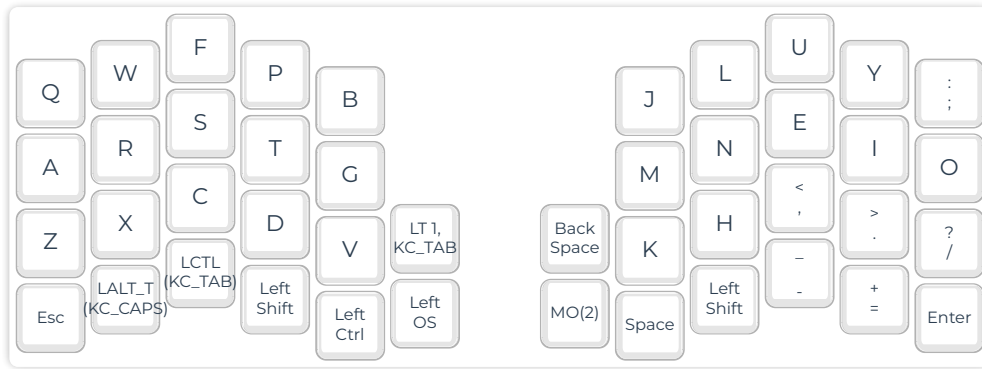 Q
W
F
P
B
J
L
U
Y
:
;
A
R
S
T
G
M
N
E
I
O
Z
X
C
D
V
LT 1,
KC_TAB
Back
Space
K
H
<
,
>
.
?
/
Esc
LALT_T
(KC_CAPS)
LCTL
(KC_TAB)
Left
Shift
Left
Ctrl
Left
OS
MO(2)
Space
Left
Shift
_
-
+
=
Enter